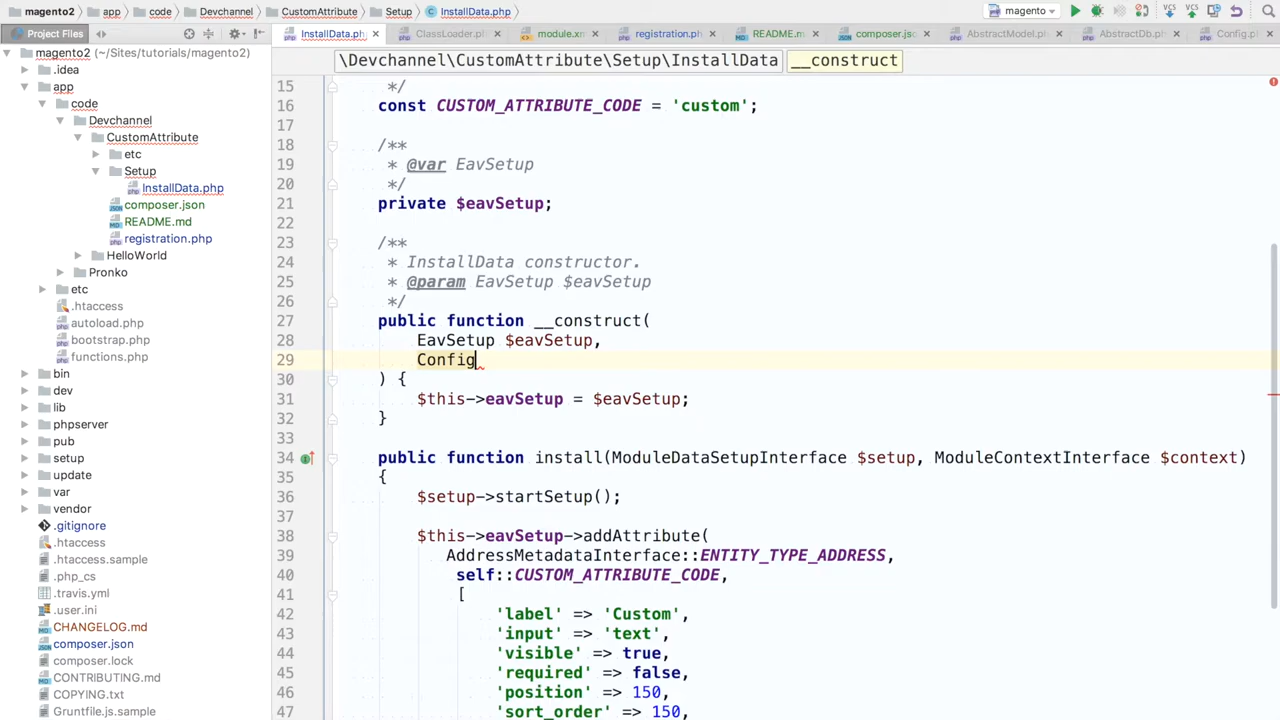 magento2 app code Devchannel CustomAttribute Setup InstallData.php magento
Project Files InstallData.php ClassLoader.php module.xm registration.php README.md composer.js AbstractModel.p AbstractDb.php Config.pl
magento2 (~/Sites/tutorials/magento2)
.idea
app
code
Devchannel
CustomAttribute
etc
Setup
InstallData.php
composer.json
README.md
registration.php
HelloWorld
Pronko
etc
.htaccess
autoload.php
bootstrap.php
functions.php
bin
dev
lib
phpserver
pub
setup
update
var
vendor
.gitignore
.htaccess
.htaccess.sample
.php_cs
.travis.yml
.user.ini
CHANGELOG.md
composer.json
composer.lock
CONTRIBUTING.md
COPYING.txt
Gruntfile.js.sample
\Devchannel\CustomAttribute\Setup\InstallData __construct
15 */
16 const CUSTOM_ATTRIBUTE_CODE = 'custom';
17
18 /**
19 * @var EavSetup
20 */
21 private $eavSetup;
22
23 /**
24 * InstallData constructor.
25 * @param EavSetup $eavSetup
26 */
27 public function __construct(
28 EavSetup $eavSetup,
29 Config
30 ) {
31 $this->eavSetup = $eavSetup;
32 }
33
34 public function install(ModuleDataSetupInterface $setup, ModuleContextInterface $context)
35 {
36 $setup->startSetup();
37
38 $this->eavSetup->addAttribute(
39 AddressMetadataInterface::ENTITY_TYPE_ADDRESS,
40 self::CUSTOM_ATTRIBUTE_CODE,
41 [
42 'label' => 'Custom',
43 'input' => 'text',
44 'visible' => true,
45 'required' => false,
46 'position' => 150,
47 'sort_order' => 150,